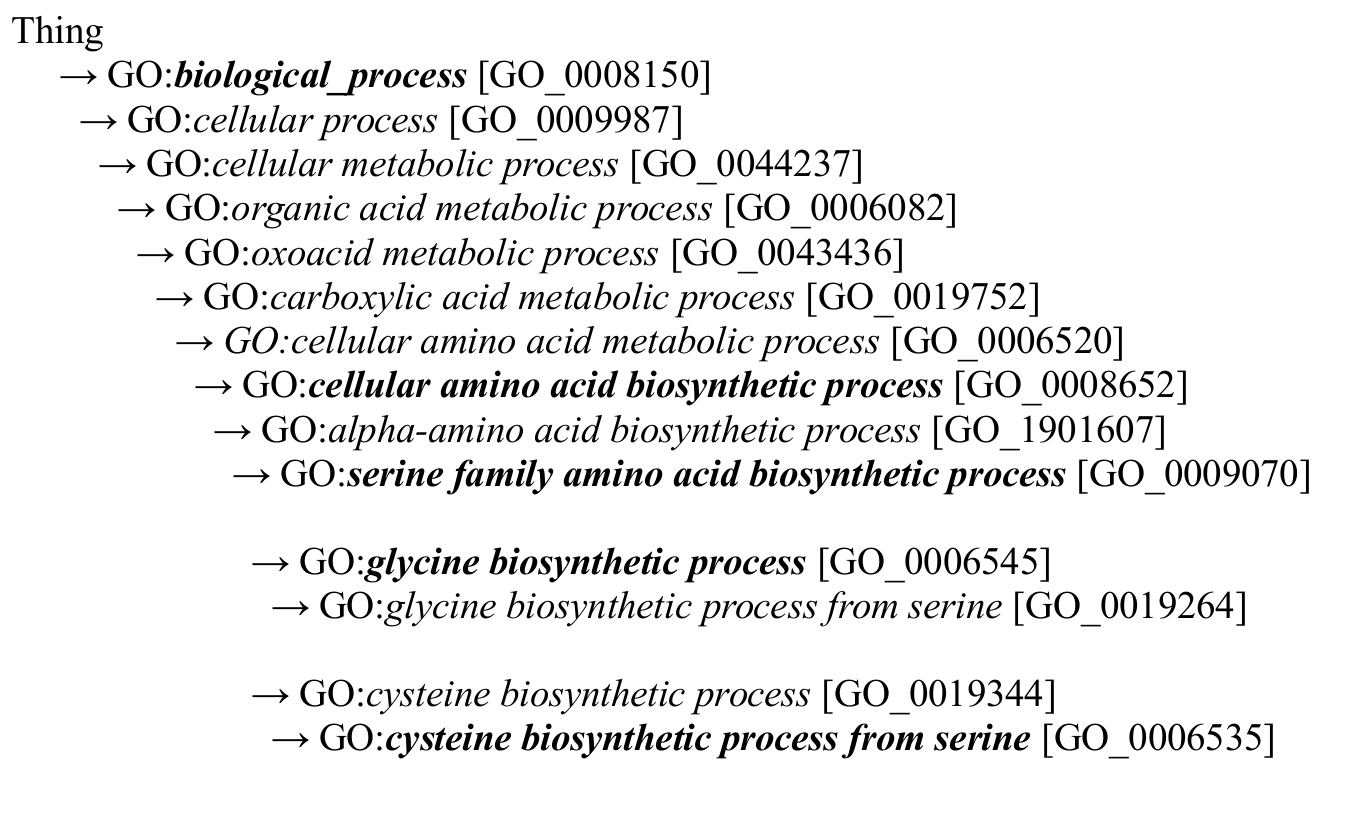 Thing
→ GO:biological_process [GO_0008150]
→ GO:cellular process [GO_0009987]
→ GO:cellular metabolic process [GO_0044237]
→ GO:organic acid metabolic process [GO_0006082]
→ GO:oxoacid metabolic process [GO_0043436]
→ GO:carboxylic acid metabolic process [GO_0019752]
→ GO:cellular amino acid metabolic process [GO_0006520]
→ GO:cellular amino acid biosynthetic process [GO_0008652]
→ GO:alpha-amino acid biosynthetic process [GO_1901607]
→ GO:serine family amino acid biosynthetic process [GO_0009070]
→ GO:glycine biosynthetic process [GO_0006545]
→ GO:glycine biosynthetic process from serine [GO_0019264]
→ GO:cysteine biosynthetic process [GO_0019344]
→ GO:cysteine biosynthetic process from serine [GO_0006535]